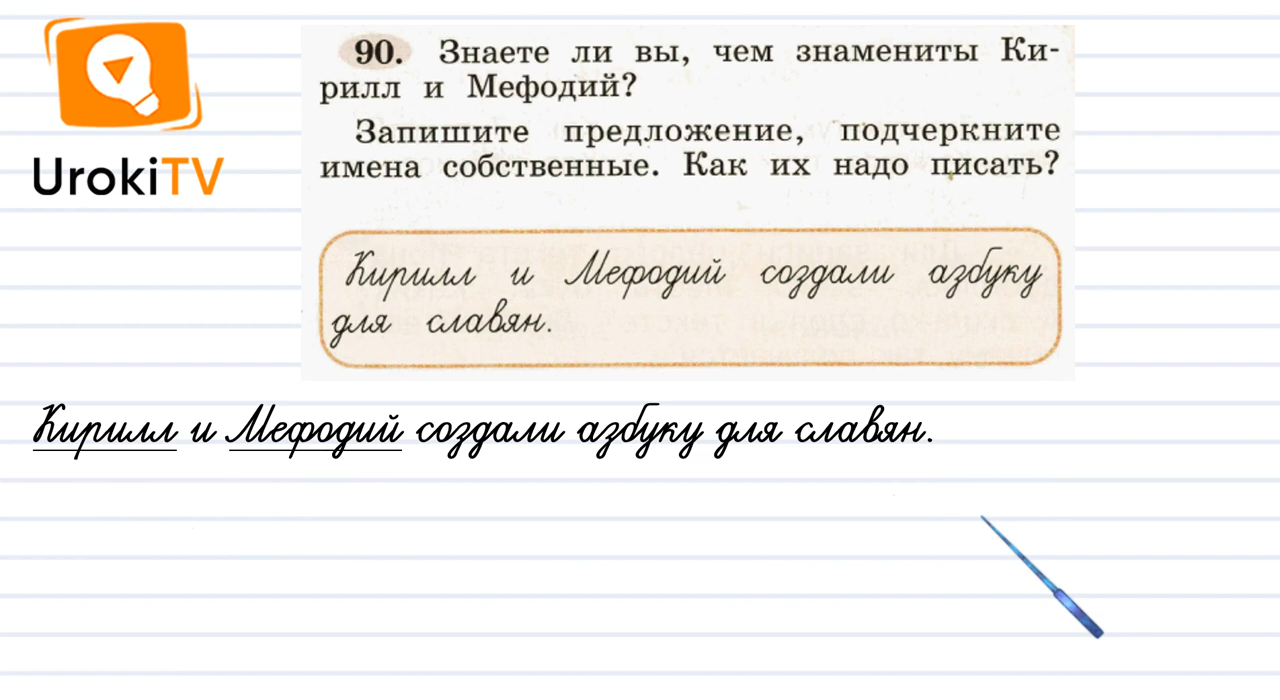 UrokiTV
90. Знаете ли вы, чем знамениты Ки-
рилл и Мефодий?
Запишите предложение, подчеркните
имена собственные. Как их надо писать?
Кирилл и Мефодий создали азбуку
для славян.
Кирилл и Мефодий создали азбуку для славян.